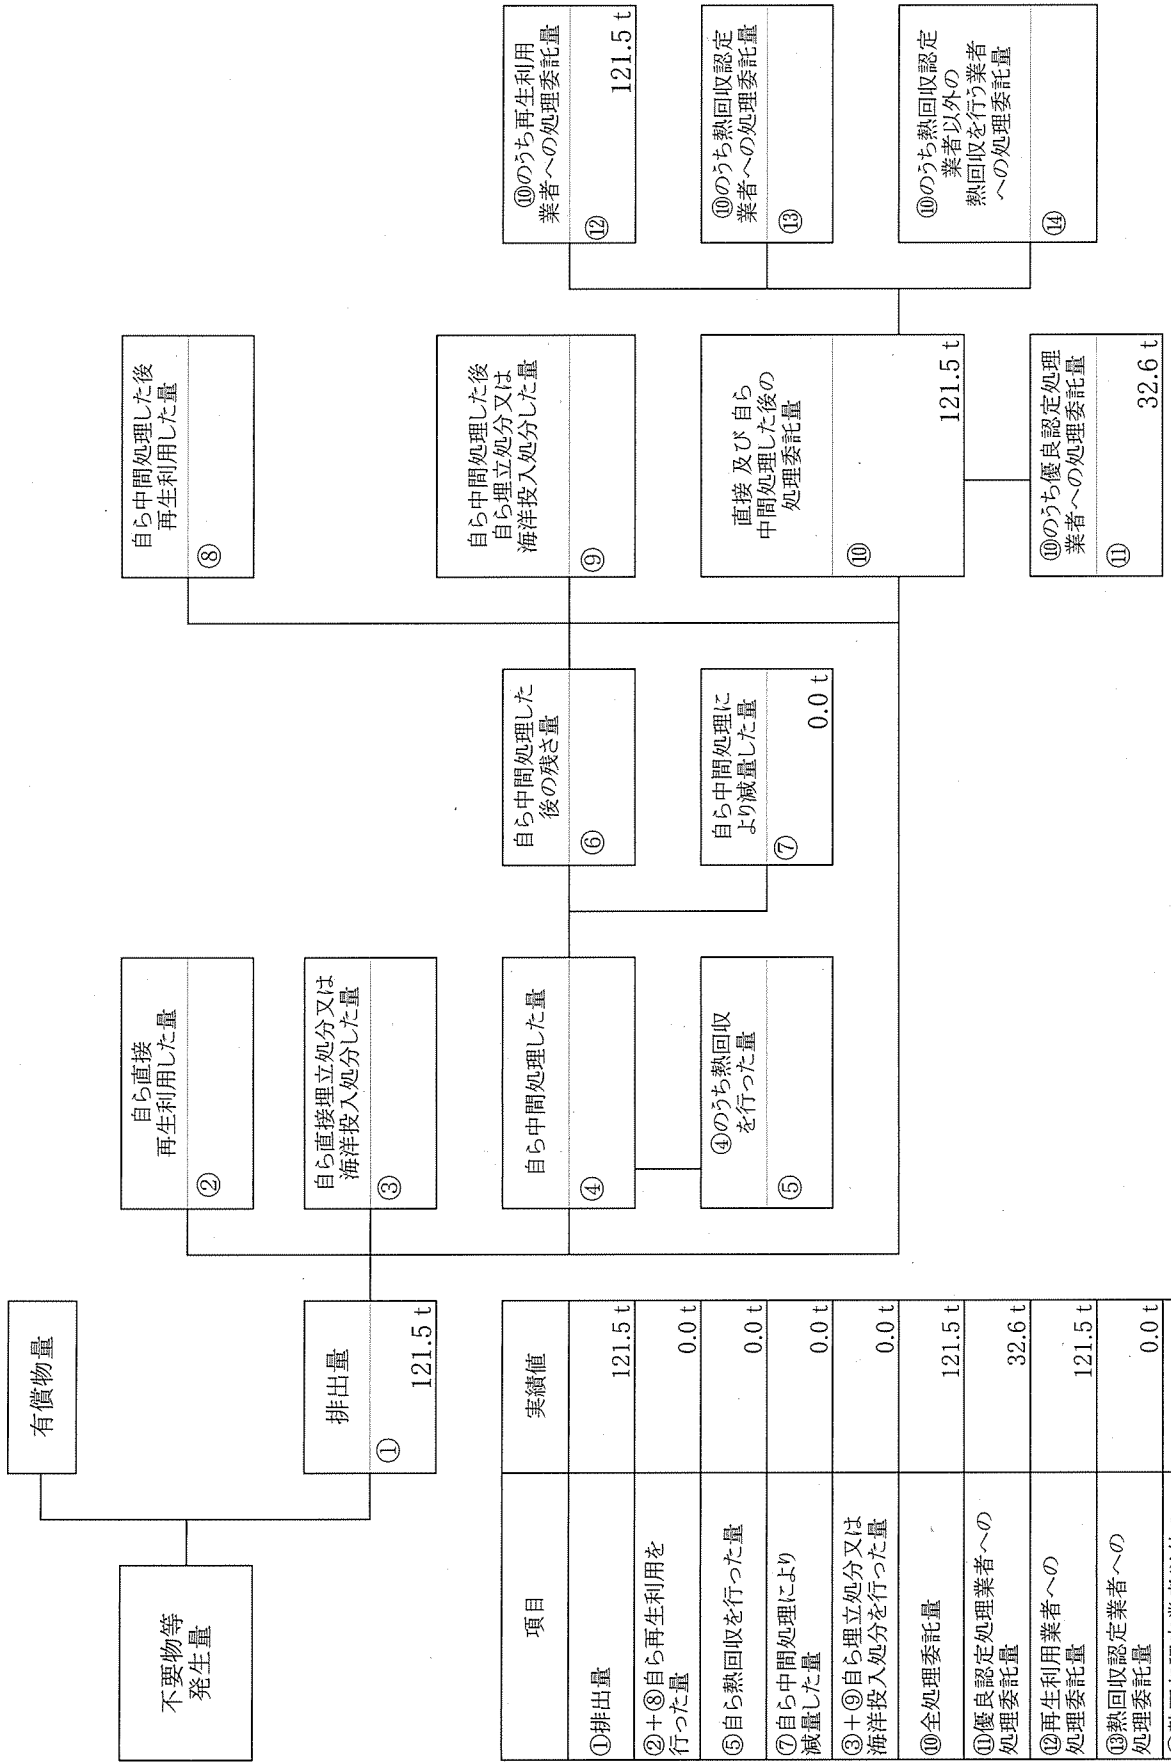 不要物等
発生量
有償物量
排出量
①
121.5 t
自ら直接
再生利用した量
②
自ら直接埋立処分又は
海洋投入処分した量
③
自ら中間処理した量
④
④のうち熱回収
を行った量
⑤
自ら中間処理した
後の残さ量
⑥
自ら中間処理に
より減量した量
⑦
0.0 t
自ら中間処理した後
再生利用した量
⑧
自ら中間処理した後
自ら埋立処分又は
海洋投入処分した量
⑨
直接 及び 自ら
中間処理した後の
処理委託量
⑩
121.5 t
⑩のうち優良認定処理
業者への処理委託量
⑪
32.6 t
⑩のうち再生利用
業者への処理委託量
⑫
121.5 t
⑩のうち熱回収認定
業者への処理委託量
⑬
⑩のうち熱回収認定
業者以外の
熱回収を行う業者
への処理委託量
⑭
項目 実績値
①排出量 121.5 t
②+⑧自ら再生利用を
行った量 0.0 t
⑤自ら熱回収を行った量 0.0 t
⑦自ら中間処理により
減量した量 0.0 t
③+⑨自ら埋立処分又は
海洋投入処分を行った量 0.0 t
⑩全処理委託量 121.5 t
⑪優良認定処理業者への
処理委託量 32.6 t
⑫再生利用業者への
処理委託量 121.5 t
⑬熱回収認定業者への
処理委託量 0.0 t